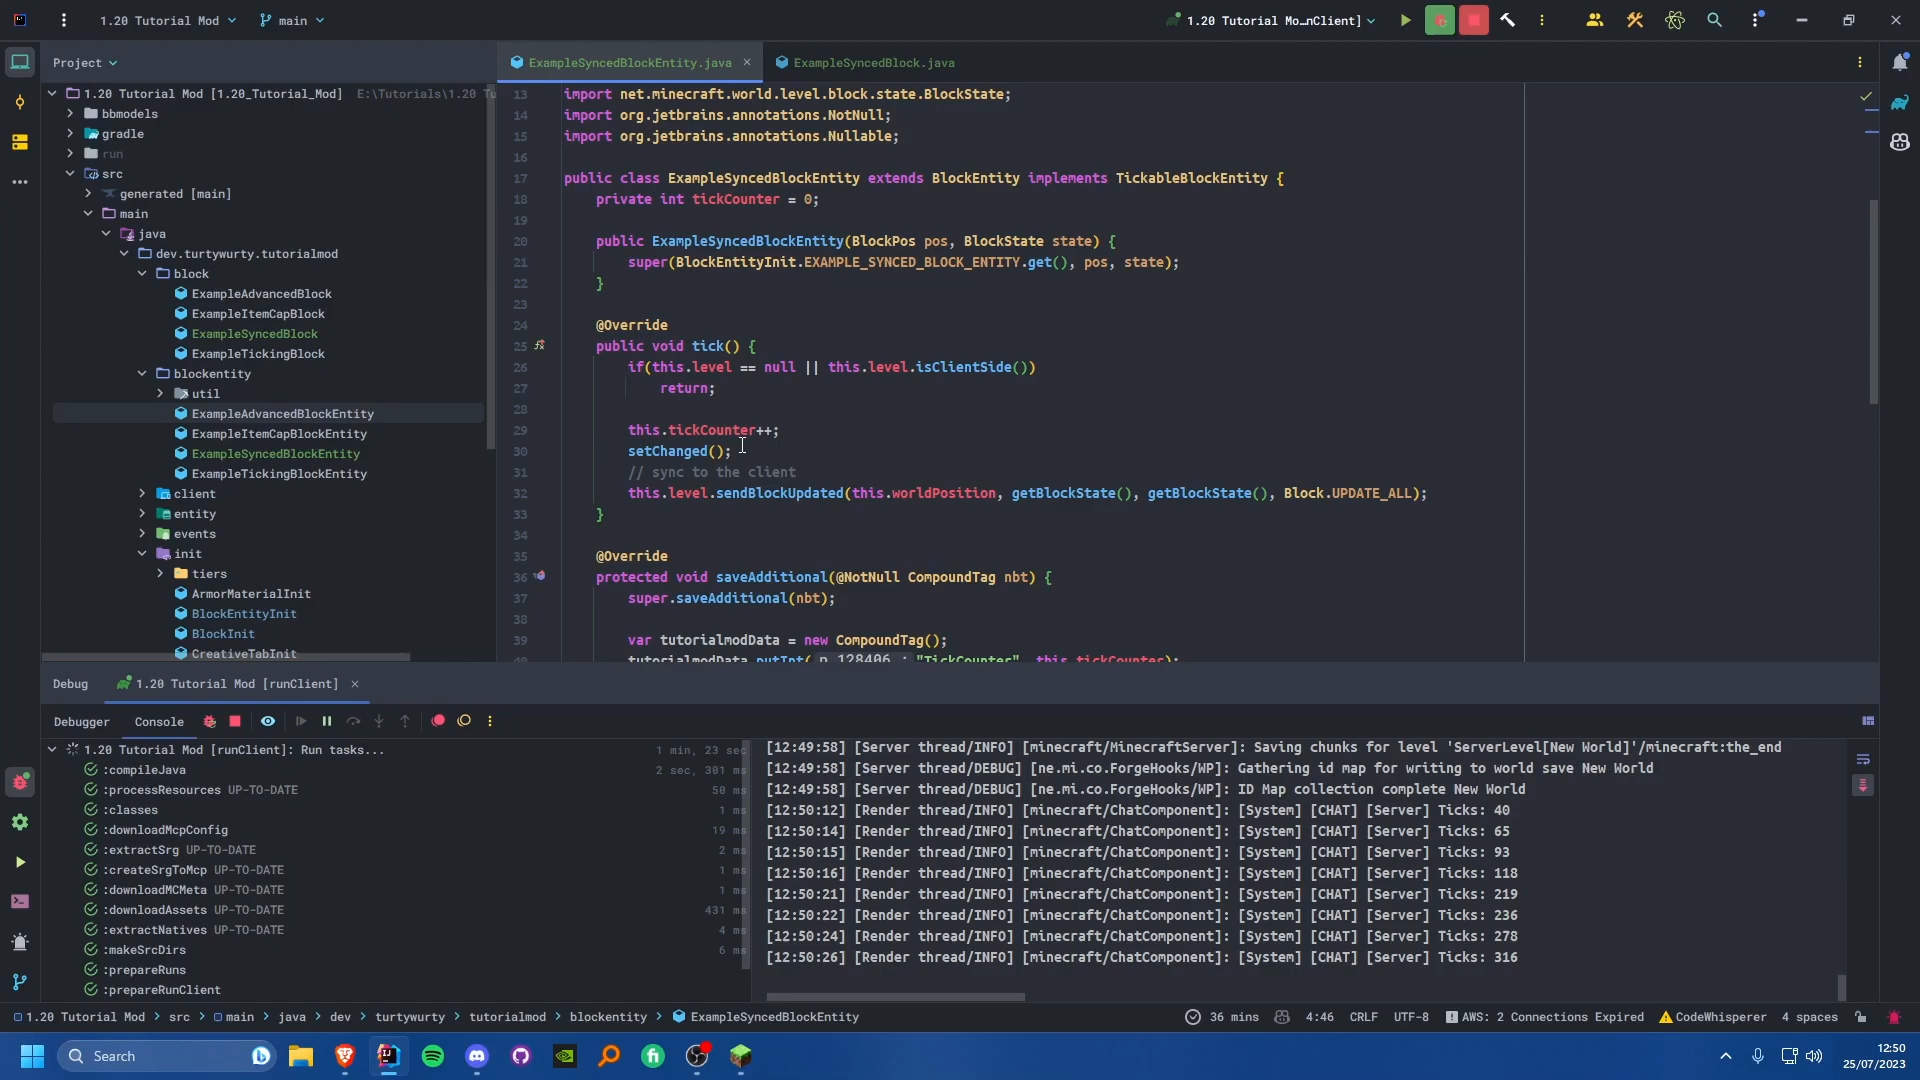 1.20 Tutorial Mod
main
1.20 Tutorial Mo…nClient]
Project
ExampleSyncedBlockEntity.java
ExampleSyncedBlock.java
1.20 Tutorial Mod [1.20_Tutorial_Mod] E:\Tutorials\1.20 Tu
bbmodels
gradle
run
src
generated [main]
main
java
dev.turtywurty.tutorialmod
block
ExampleAdvancedBlock
ExampleItemCapBlock
ExampleSyncedBlock
ExampleTickingBlock
blockentity
util
ExampleAdvancedBlockEntity
ExampleItemCapBlockEntity
ExampleSyncedBlockEntity
ExampleTickingBlockEntity
client
entity
events
init
tiers
ArmorMaterialInit
BlockEntityInit
BlockInit
CreativeTabInit
13 import net.minecraft.world.level.block.state.BlockState;
14 import org.jetbrains.annotations.NotNull;
15 import org.jetbrains.annotations.Nullable;
16
17 public class ExampleSyncedBlockEntity extends BlockEntity implements TickableBlockEntity {
18 private int tickCounter = 0;
19
20 public ExampleSyncedBlockEntity(BlockPos pos, BlockState state) {
21 super(BlockEntityInit.EXAMPLE_SYNCED_BLOCK_ENTITY.get(), pos, state);
22 }
23
24 @Override
25 public void tick() {
26 if(this.level == null || this.level.isClientSide())
27 return;
28
29 this.tickCounter++;
30 setChanged();
31 // sync to the client
32 this.level.sendBlockUpdated(this.worldPosition, getBlockState(), getBlockState(), Block.UPDATE_ALL);
33 }
34
35 @Override
36 protected void saveAdditional(@NotNull CompoundTag nbt) {
37 super.saveAdditional(nbt);
38
39 var tutorialmodData = new CompoundTag();
40 tutorialmodData.putInt( p_128406_: "TickCounter", this.tickCounter);
Debug
1.20 Tutorial Mod [runClient]
Debugger
Console
1.20 Tutorial Mod [runClient]: Run tasks... 1 min, 23 sec
:compileJava 2 sec, 301 ms
:processResources UP-TO-DATE 50 ms
:classes 1 ms
:downloadMcpConfig 19 ms
:extractSrg UP-TO-DATE 2 ms
:createSrgToMcp UP-TO-DATE 1 ms
:downloadMCMeta UP-TO-DATE 1 ms
:downloadAssets UP-TO-DATE 431 ms
:extractNatives UP-TO-DATE 4 ms
:makeSrcDirs 6 ms
:prepareRuns
:prepareRunClient
[12:49:58] [Server thread/INFO] [minecraft/MinecraftServer]: Saving chunks for level 'ServerLevel[New World]'/minecraft:the_end
[12:49:58] [Server thread/DEBUG] [ne.mi.co.ForgeHooks/WP]: Gathering id map for writing to world save New World
[12:49:58] [Server thread/DEBUG] [ne.mi.co.ForgeHooks/WP]: ID Map collection complete New World
[12:50:12] [Render thread/INFO] [minecraft/ChatComponent]: [System] [CHAT] [Server] Ticks: 40
[12:50:14] [Render thread/INFO] [minecraft/ChatComponent]: [System] [CHAT] [Server] Ticks: 65
[12:50:15] [Render thread/INFO] [minecraft/ChatComponent]: [System] [CHAT] [Server] Ticks: 93
[12:50:16] [Render thread/INFO] [minecraft/ChatComponent]: [System] [CHAT] [Server] Ticks: 118
[12:50:21] [Render thread/INFO] [minecraft/ChatComponent]: [System] [CHAT] [Server] Ticks: 219
[12:50:22] [Render thread/INFO] [minecraft/ChatComponent]: [System] [CHAT] [Server] Ticks: 236
[12:50:24] [Render thread/INFO] [minecraft/ChatComponent]: [System] [CHAT] [Server] Ticks: 278
[12:50:26] [Render thread/INFO] [minecraft/ChatComponent]: [System] [CHAT] [Server] Ticks: 316
1.20 Tutorial Mod > src > main > java > dev > turtywurty > tutorialmod > blockentity > ExampleSyncedBlockEntity
36 mins
4:46
CRLF
UTF-8
AWS: 2 Connections Expired
CodeWhisperer
4 spaces
Search
12:50
25/07/2023